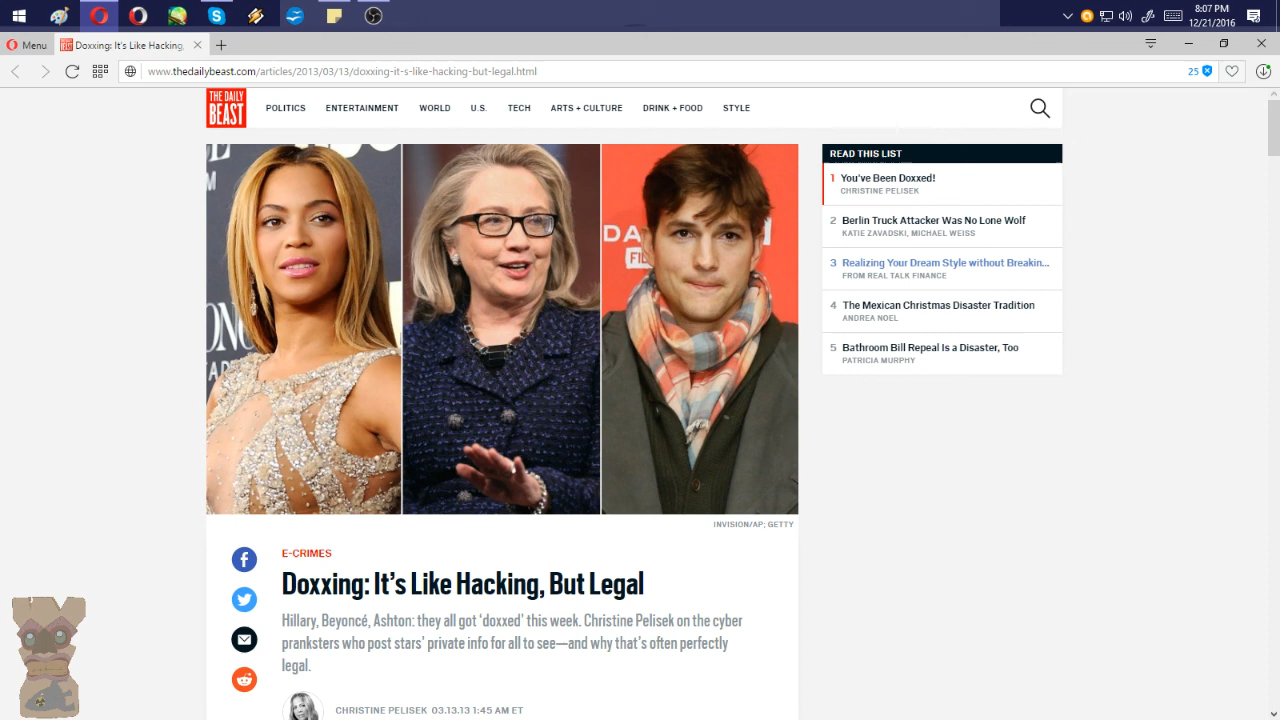 8:07 PM
12/21/2016
Menu
Doxxing: It's Like Hacking,
www.thedailybeast.com/articles/2013/03/13/doxxing-it-s-like-hacking-but-legal.html
25
THE DAILY
BEAST
POLITICS ENTERTAINMENT WORLD U.S. TECH ARTS + CULTURE DRINK + FOOD STYLE
READ THIS LIST
1 You've Been Doxxed!
CHRISTINE PELISEK
2 Berlin Truck Attacker Was No Lone Wolf
KATIE ZAVADSKI, MICHAEL WEISS
3 Realizing Your Dream Style without Breakin...
FROM REAL TALK FINANCE
4 The Mexican Christmas Disaster Tradition
ANDREA NOEL
5 Bathroom Bill Repeal Is a Disaster, Too
PATRICIA MURPHY
INVISION/AP; GETTY
E-CRIMES
Doxxing: It's Like Hacking, But Legal
Hillary, Beyoncé, Ashton: they all got 'doxxed' this week. Christine Pelisek on the cyber
pranksters who post stars' private info for all to see—and why that's often perfectly
legal.
CHRISTINE PELISEK 03.13.13 1:45 AM ET